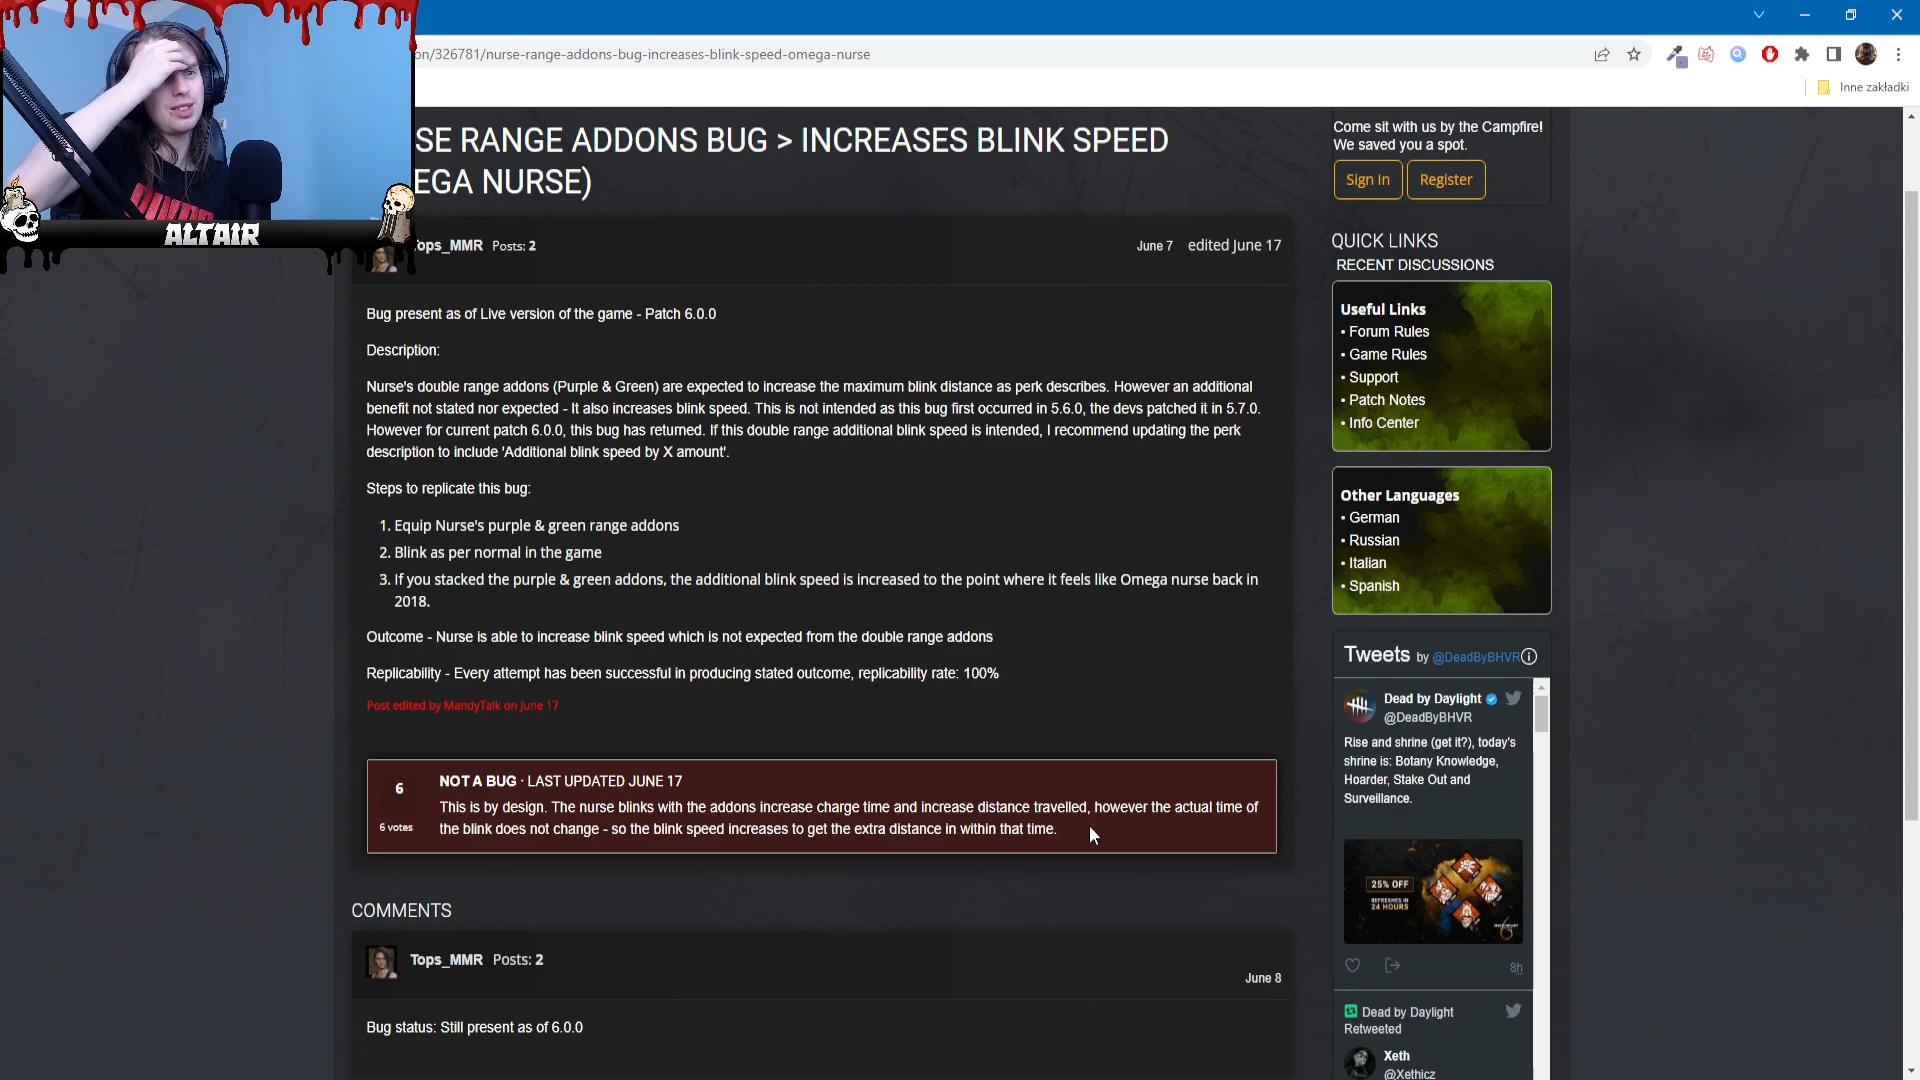 on/326781/nurse-range-addons-bug-increases-blink-speed-omega-nurse
Inne zakładki
ALTAIR
SE RANGE ADDONS BUG > INCREASES BLINK SPEED
EGA NURSE)
ops_MMR Posts: 2
June 7 edited June 17
Bug present as of Live version of the game - Patch 6.0.0
Description:
Nurse's double range addons (Purple & Green) are expected to increase the maximum blink distance as perk describes. However an additional
benefit not stated nor expected - It also increases blink speed. This is not intended as this bug first occurred in 5.6.0, the devs patched it in 5.7.0.
However for current patch 6.0.0, this bug has returned. If this double range additional blink speed is intended, I recommend updating the perk
description to include 'Additional blink speed by X amount'.
Steps to replicate this bug:
1. Equip Nurse's purple & green range addons
2. Blink as per normal in the game
3. If you stacked the purple & green addons, the additional blink speed is increased to the point where it feels like Omega nurse back in
2018.
Outcome - Nurse is able to increase blink speed which is not expected from the double range addons
Replicability - Every attempt has been successful in producing stated outcome, replicability rate: 100%
Post edited by MandyTalk on June 17
6
6 votes
NOT A BUG · LAST UPDATED JUNE 17
This is by design. The nurse blinks with the addons increase charge time and increase distance travelled, however the actual time of
the blink does not change - so the blink speed increases to get the extra distance in within that time.
COMMENTS
Tops_MMR Posts: 2
June 8
Bug status: Still present as of 6.0.0
Come sit with us by the Campfire!
We saved you a spot.
Sign In Register
QUICK LINKS
RECENT DISCUSSIONS
Useful Links
• Forum Rules
• Game Rules
• Support
• Patch Notes
• Info Center
Other Languages
• German
• Russian
• Italian
• Spanish
Tweets by @DeadByBHVR
Dead by Daylight
@DeadByBHVR
Rise and shrine (get it?), today's
shrine is: Botany Knowledge,
Hoarder, Stake Out and
Surveillance.
25% OFF
REFRESHES IN
24 HOURS
8h
Dead by Daylight
Retweeted
Xeth
@Xethicz